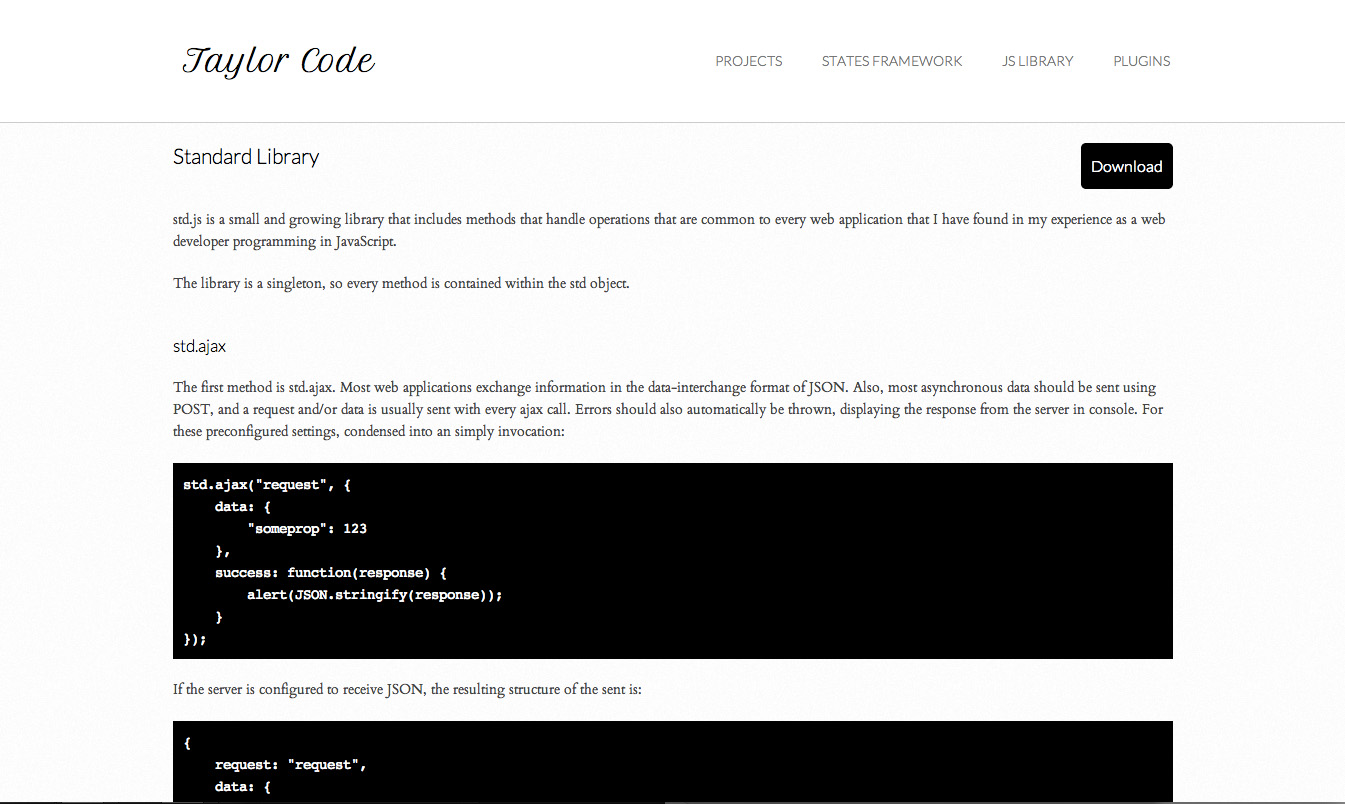 Taylor Code
PROJECTS STATES FRAMEWORK JS LIBRARY PLUGINS
Standard Library
Download
std.js is a small and growing library that includes methods that handle operations that are common to every web application that I have found in my experience as a web
developer programming in JavaScript.
The library is a singleton, so every method is contained within the std object.
std.ajax
The first method is std.ajax. Most web applications exchange information in the data-interchange format of JSON. Also, most asynchronous data should be sent using
POST, and a request and/or data is usually sent with every ajax call. Errors should also automatically be thrown, displaying the response from the server in console. For
these preconfigured settings, condensed into an simply invocation:
std.ajax("request", {
    data: {
        "someprop": 123
    },
    success: function(response) {
        alert(JSON.stringify(response));
    }
});
If the server is configured to receive JSON, the resulting structure of the sent is:
{
    request: "request",
    data: {